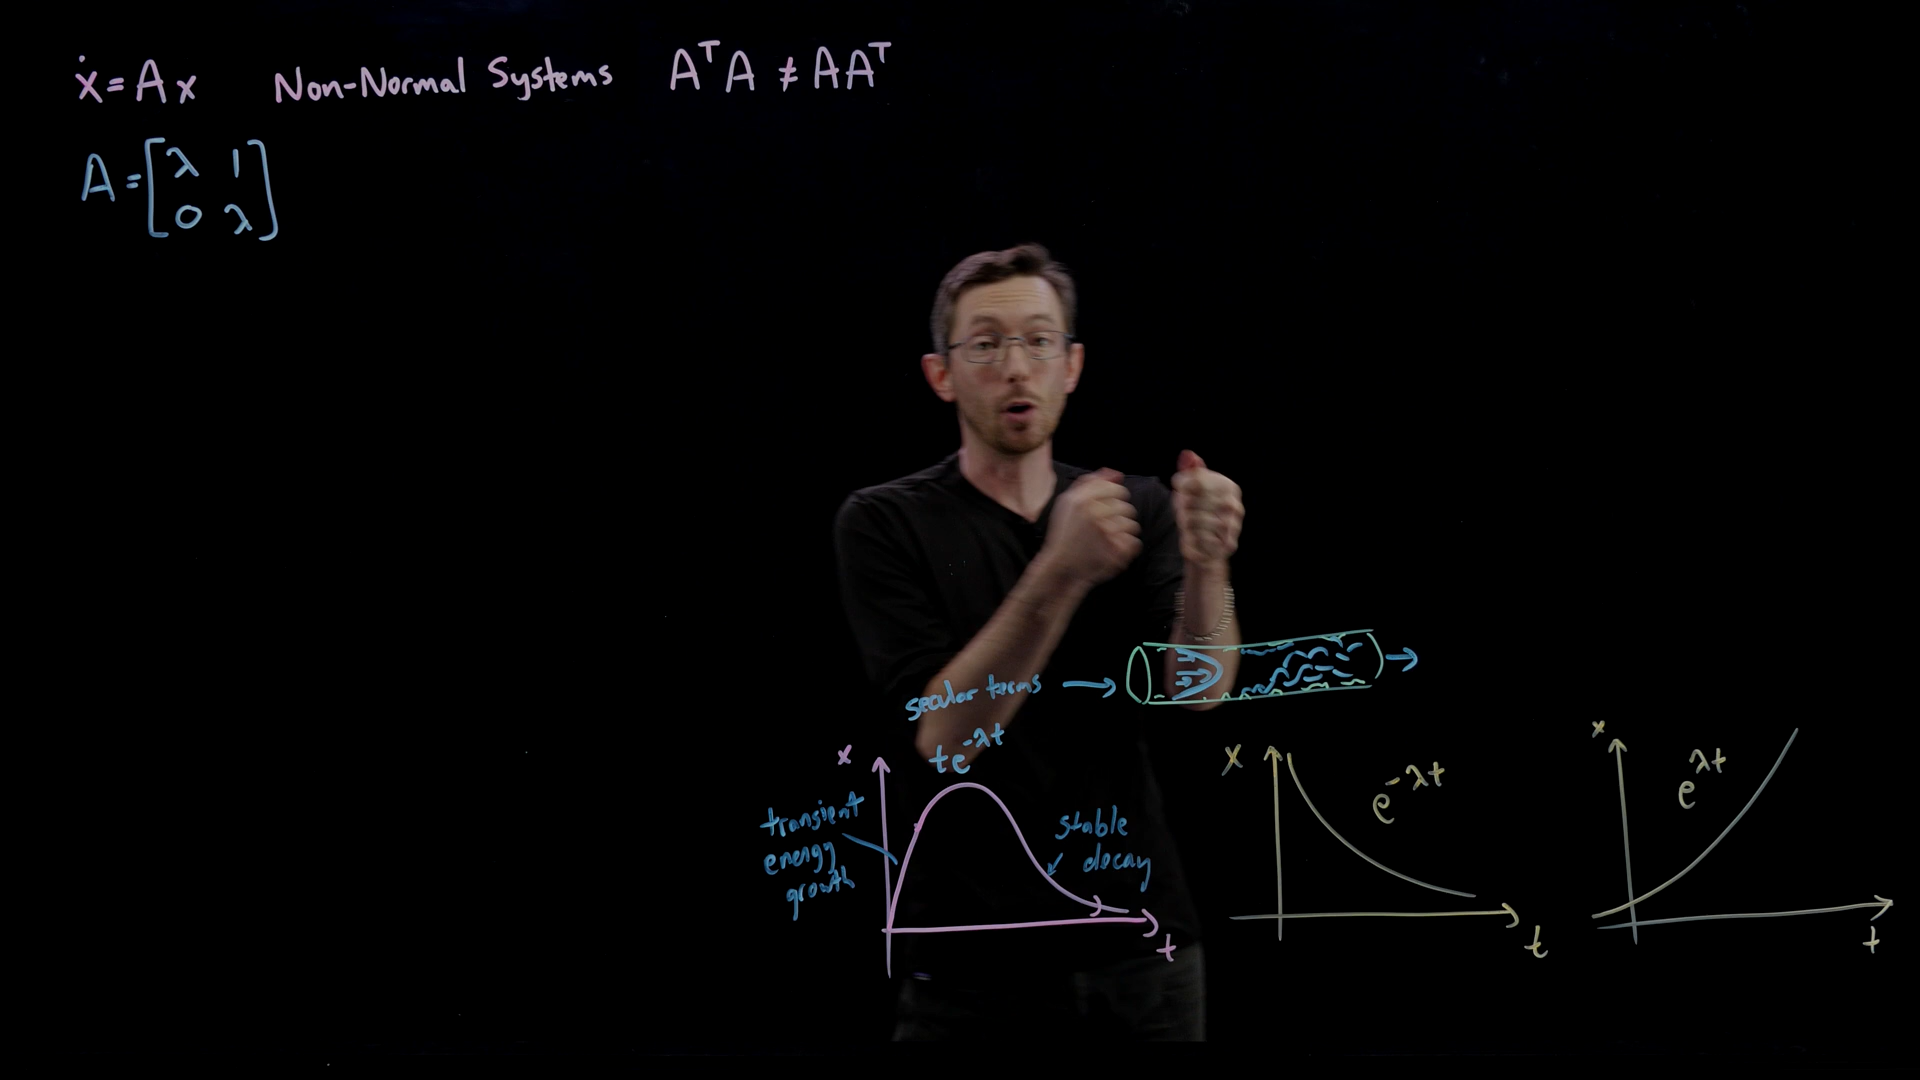 ẋ = Ax Non-Normal Systems AᵀA ≠ AAᵀ
A = [λ 1
0 λ]
secular terms
te^{-λt}
x
transient
energy
growth
stable
decay
t
x
e^{-λt}
t
x
e^{λt}
t